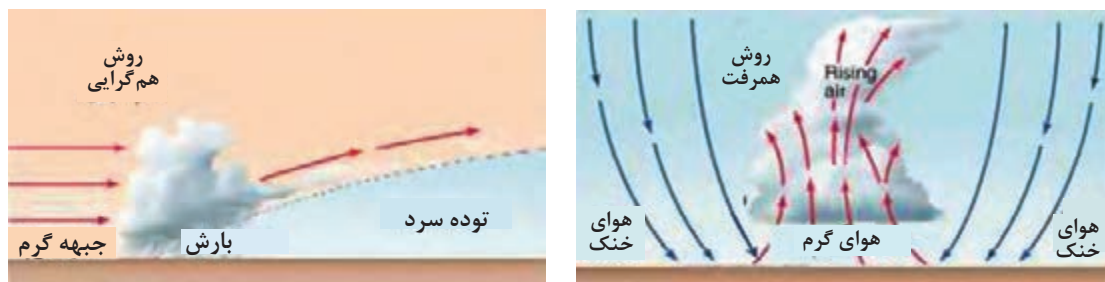 روش
همرفت
Rising
air
هوای
خنک
هوای گرم
هوای
خنک
روش
هم‌گرایی
توده سرد
بارش
جبهه گرم